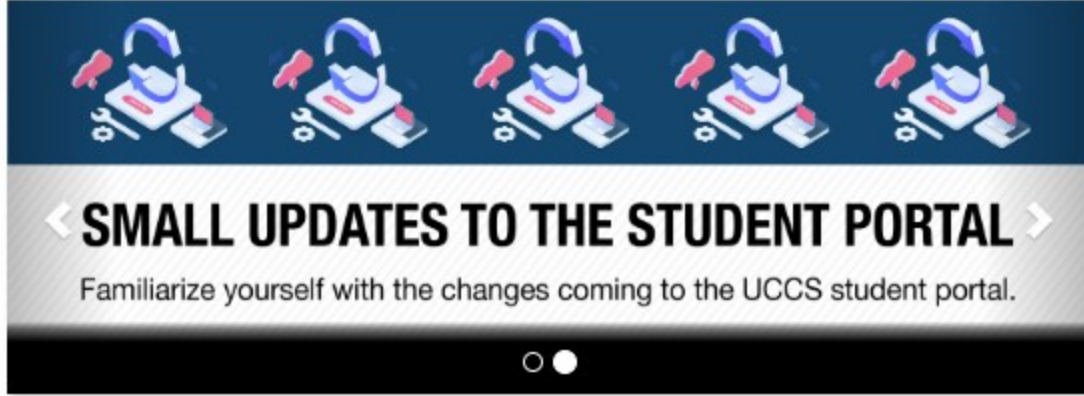 SMALL UPDATES TO THE STUDENT PORTAL
Familiarize yourself with the changes coming to the UCCS student portal.